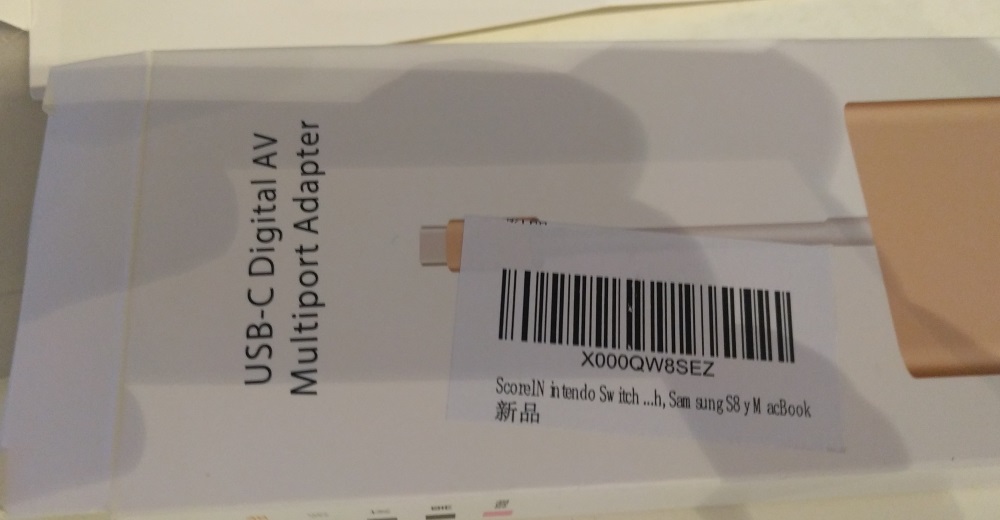 USB-C Digital AV
Multiport Adapter
X000QW8SEZ
ScoreIN intendo Sw itch ...h, Sam sung S8 y M acBook
新品